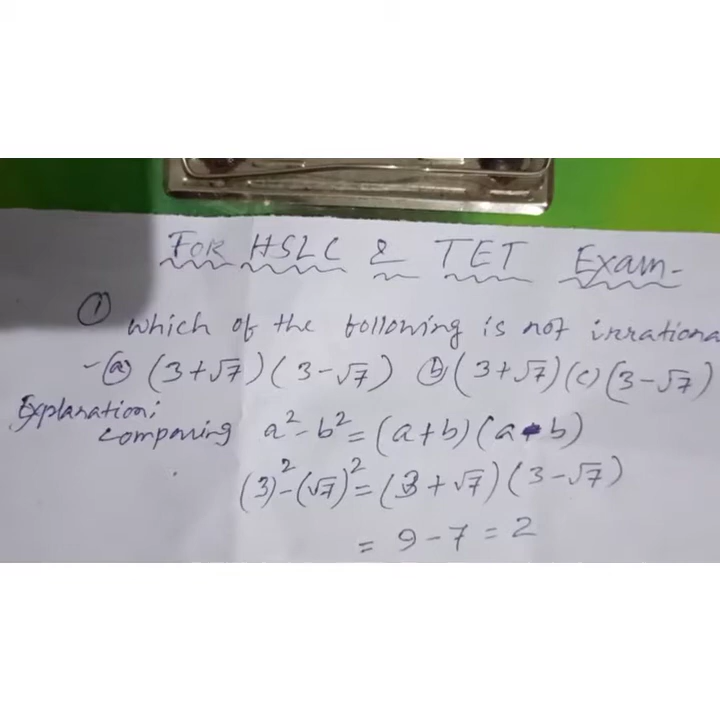 FOR HSLC & TET Exam-
① Which of the following is not irrationa
-ⓐ (3+√7)(3-√7) ⓑ (3+√7) (c) (3-√7)
Explanation:
comparing a²-b²=(a+b)(a-b)
(3)²-(√7)²=(3+√7)(3-√7)
= 9-7=2